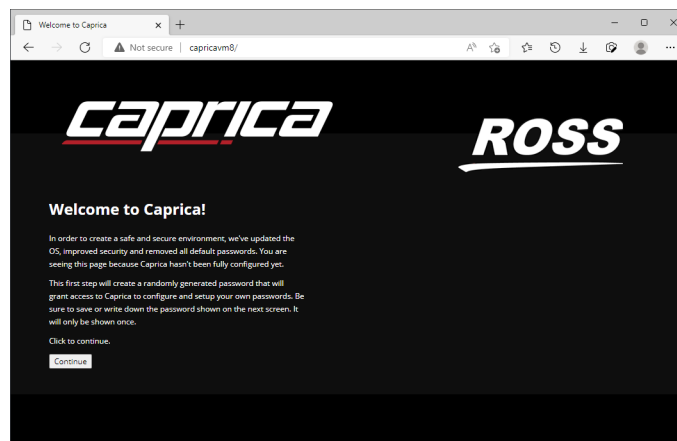 Welcome to Caprica
Not secure capricavm8/
caprica
ROSS
Welcome to Caprica!
In order to create a safe and secure environment, we've updated the
OS, improved security and removed all default passwords. You are
seeing this page because Caprica hasn't been fully configured yet.
This first step will create a randomly generated password that will
grant access to Caprica to configure and setup your own passwords. Be
sure to save or write down the password shown on the next screen. It
will only be shown once.
Click to continue.
Continue